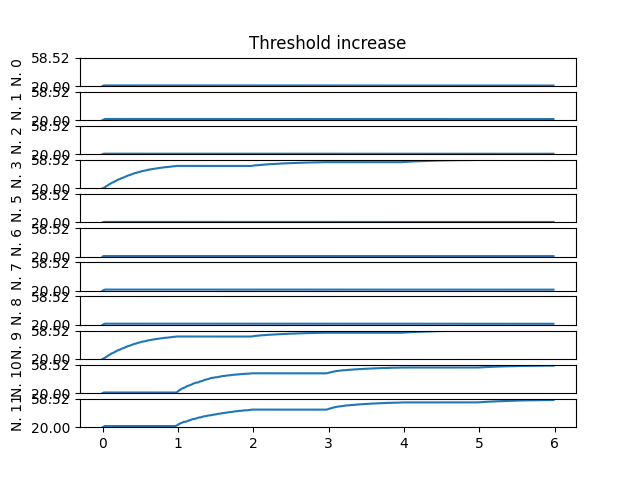 Threshold increase
58.52
N. 0
20.00
58.52
N. 1
20.00
58.52
N. 2
20.00
58.52
N. 3
20.00
58.52
N. 5
20.00
58.52
N. 6
20.00
58.52
N. 7
20.00
58.52
N. 8
20.00
58.52
N. 9
20.00
58.52
N. 10
20.00
58.52
N. 11
20.00
0 1 2 3 4 5 6